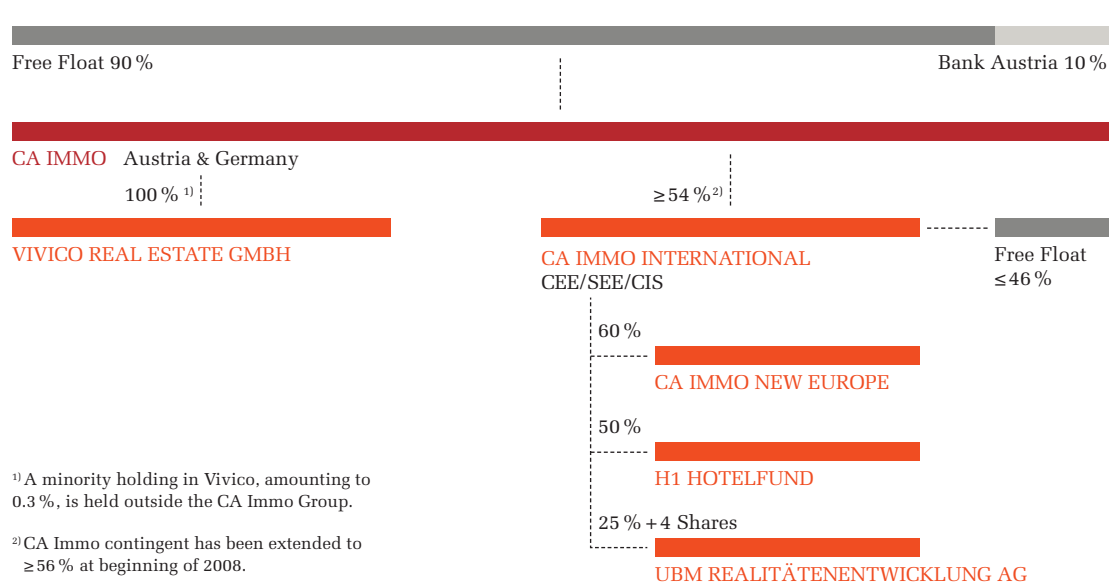 Free Float 90 %
Bank Austria 10 %
CA IMMO Austria & Germany
100 % 1)
≥ 54 % 2)
VIVICO REAL ESTATE GMBH
CA IMMO INTERNATIONAL
CEE/SEE/CIS
Free Float
≤ 46 %
60 %
CA IMMO NEW EUROPE
50 %
H1 HOTELFUND
25 % + 4 Shares
UBM REALITÄTENENTWICKLUNG AG
1) A minority holding in Vivico, amounting to
0.3 %, is held outside the CA Immo Group.
2) CA Immo contingent has been extended to
≥ 56 % at beginning of 2008.